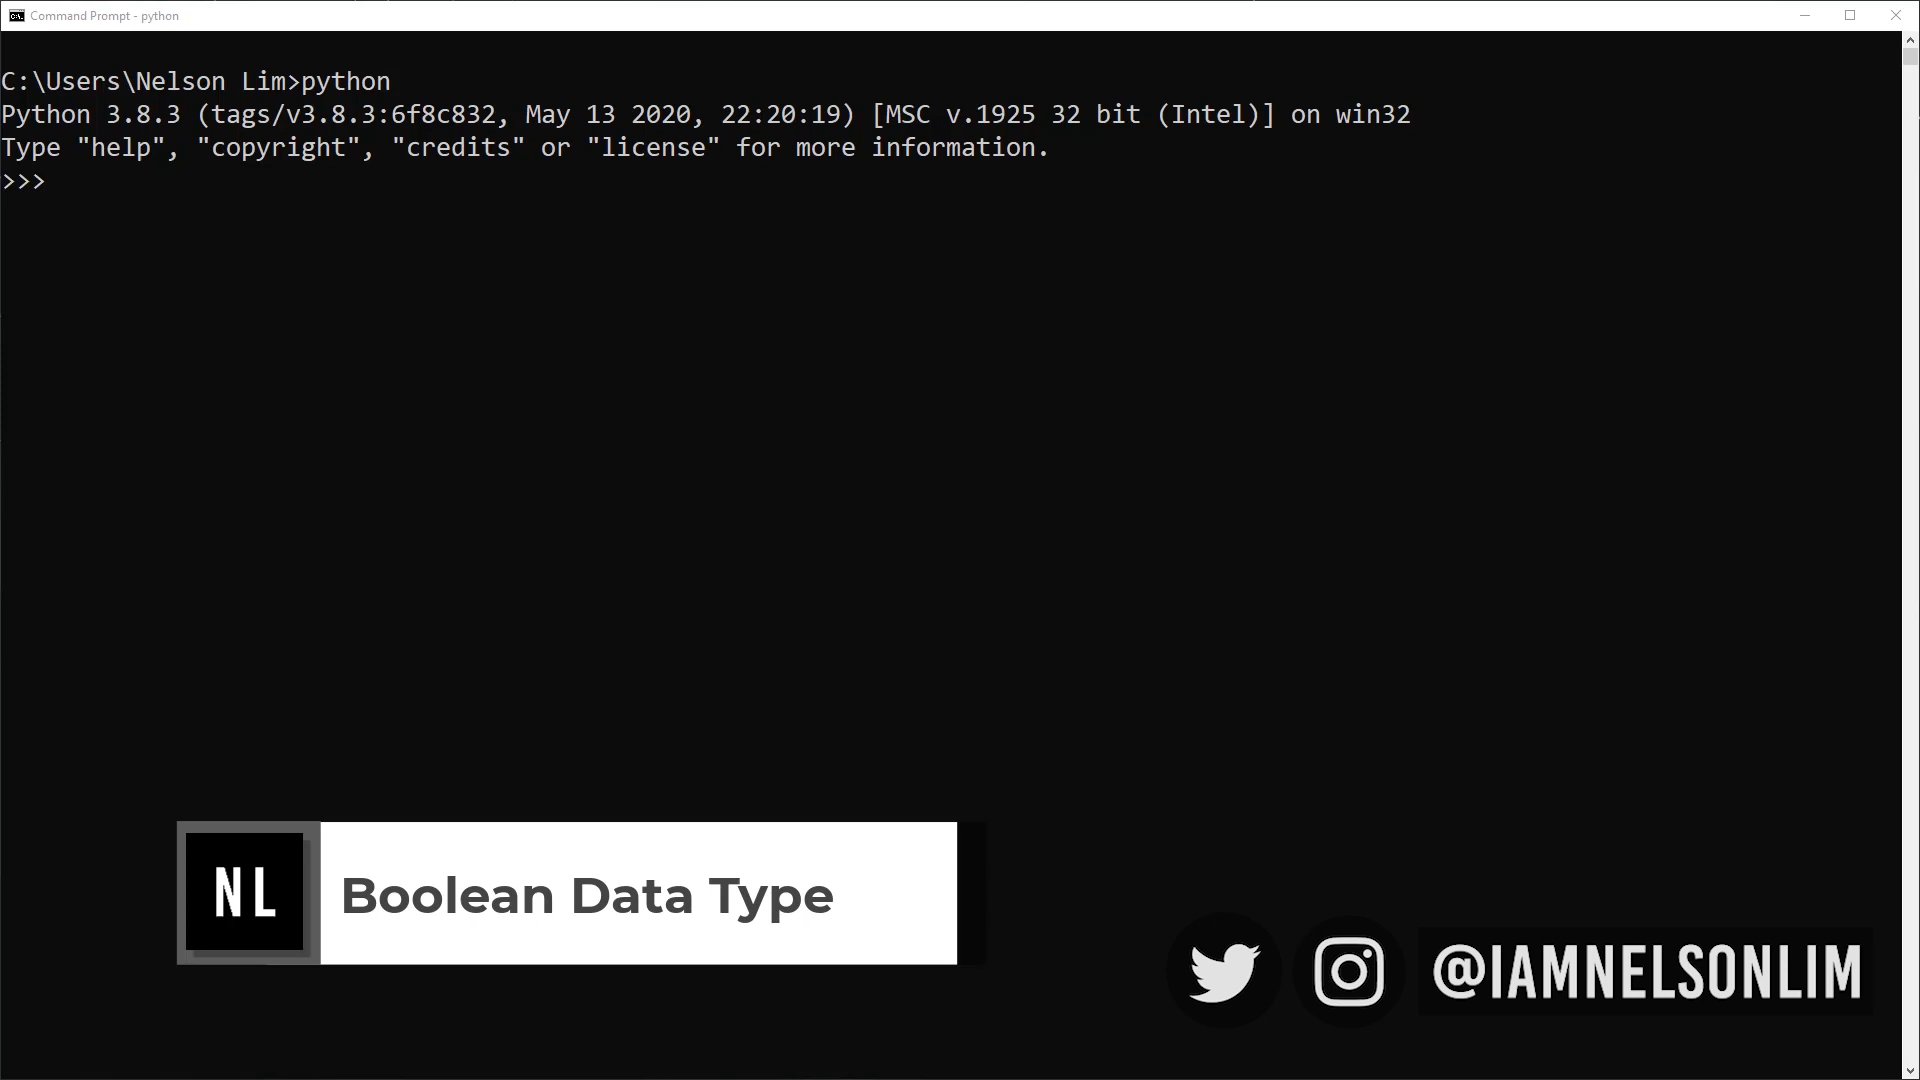 Command Prompt - python
C:\Users\Nelson Lim>python
Python 3.8.3 (tags/v3.8.3:6f8c832, May 13 2020, 22:20:19) [MSC v.1925 32 bit (Intel)] on win32
Type "help", "copyright", "credits" or "license" for more information.
>>>
NL
Boolean Data Type
@IAMNELSONLIM